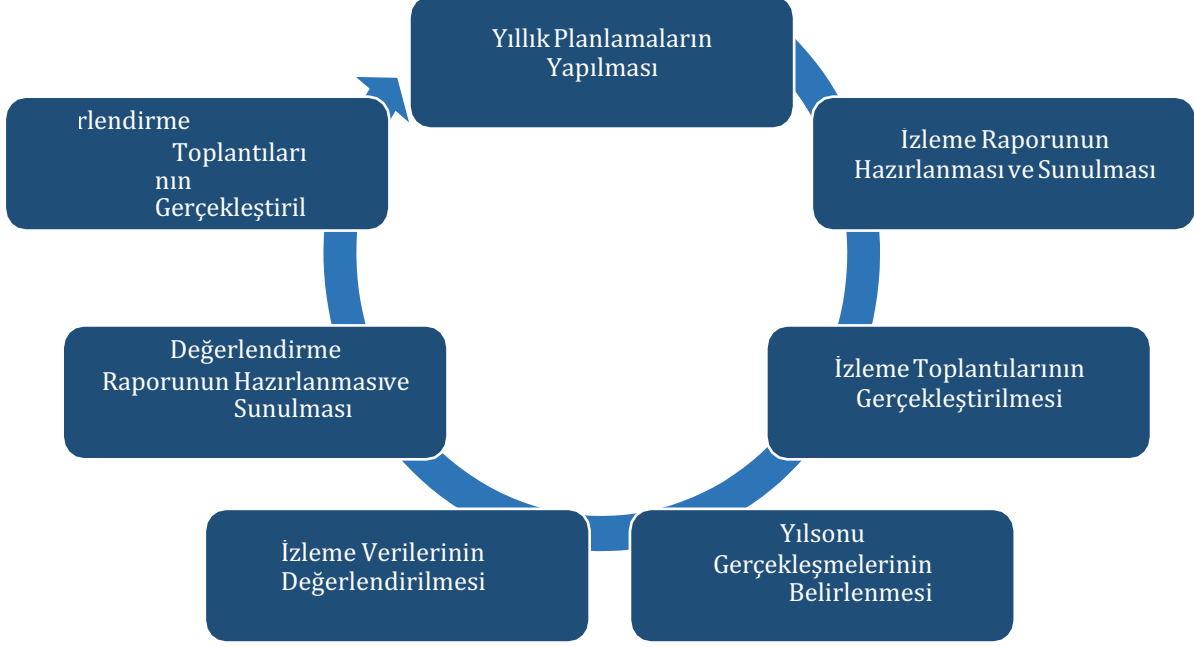 Yıllık Planlamaların
Yapılması
İzleme Raporunun
Hazırlanması ve Sunulması
İzleme Toplantılarının
Gerçekleştirilmesi
Yılsonu
Gerçekleşmelerinin
Belirlenmesi
İzleme Verilerinin
Değerlendirilmesi
Değerlendirme
Raporunun Hazırlanmasıve
Sunulması
rlendirme
Toplantıları
nın
Gerçekleştiril